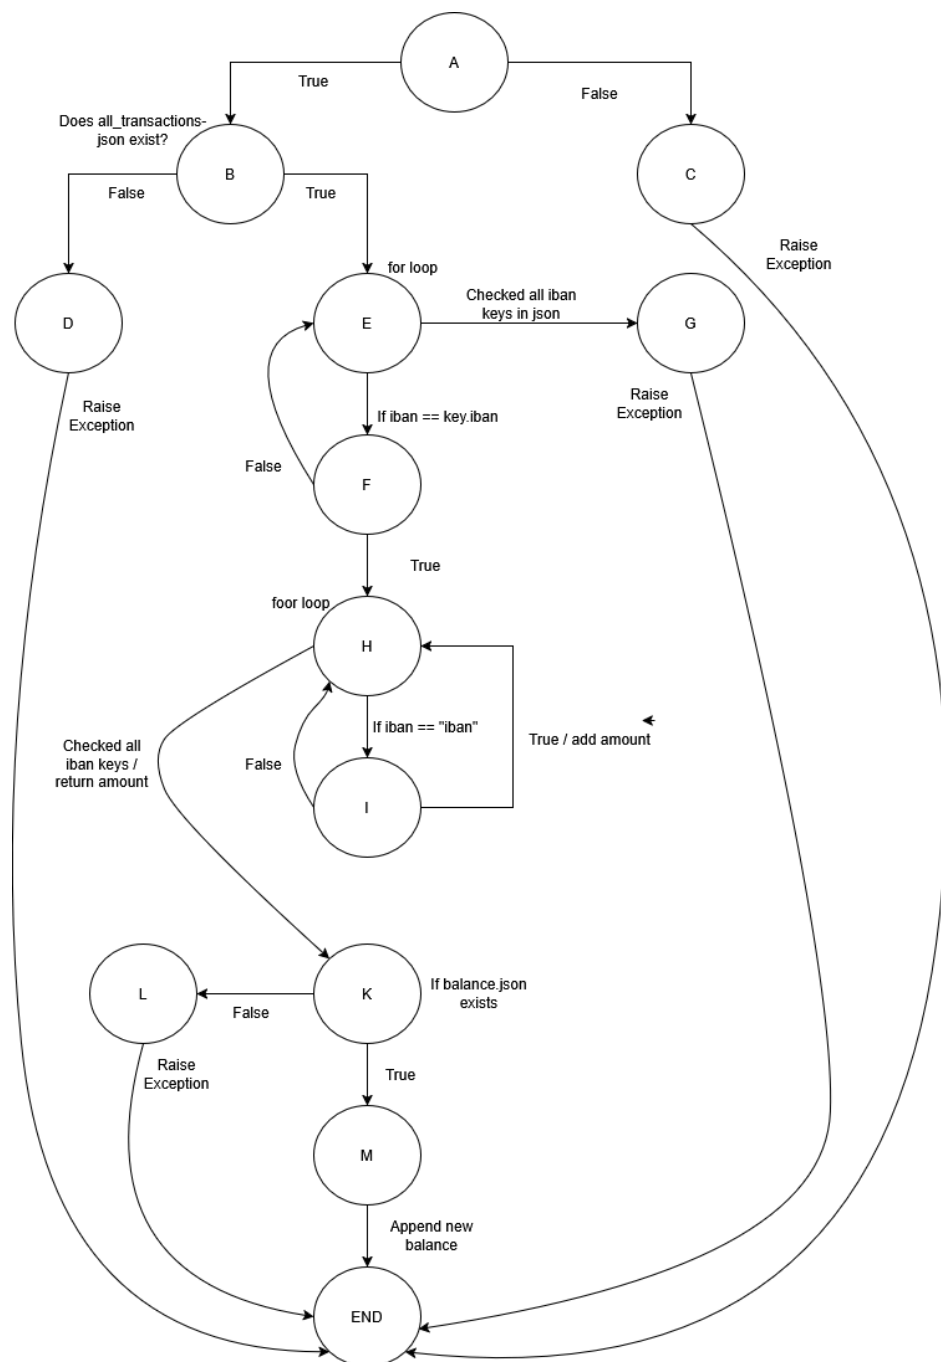 A
True
False
Does all_transactions-
json exist?
B
C
False
True
Raise
Exception
for loop
D
E
Checked all iban
keys in json
G
Raise
Exception
Raise
Exception
If iban == key.iban
False
F
True
foor loop
H
If iban == "iban"
True / add amount
Checked all
iban keys /
return amount
False
I
L
K
If balance.json
exists
False
Raise
Exception
True
M
Append new
balance
END